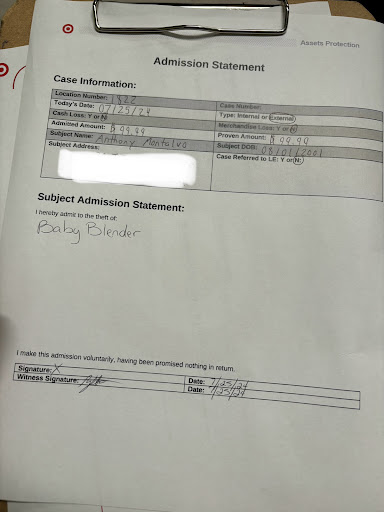 Assets Protection
Admission Statement
Case Information:
Location Number: 1822
Case Number:
Today's Date: 07/25/24
Type: Internal or External
Cash Loss: Y or N
Merchandise Loss: Y or N
Admitted Amount: $ 99.99
Proven Amount: $ 99.99
Subject Name: Anthony Montalvo
Subject DOB: 08/01/2001
Subject Address:
Case Referred to LE: Y or N:
Subject Admission Statement:
I hereby admit to the theft of:
Baby Blender
I make this admission voluntarily, having been promised nothing in return.
Signature: X
Date: 7/25/24
Witness Signature:
Date: 7/25/24